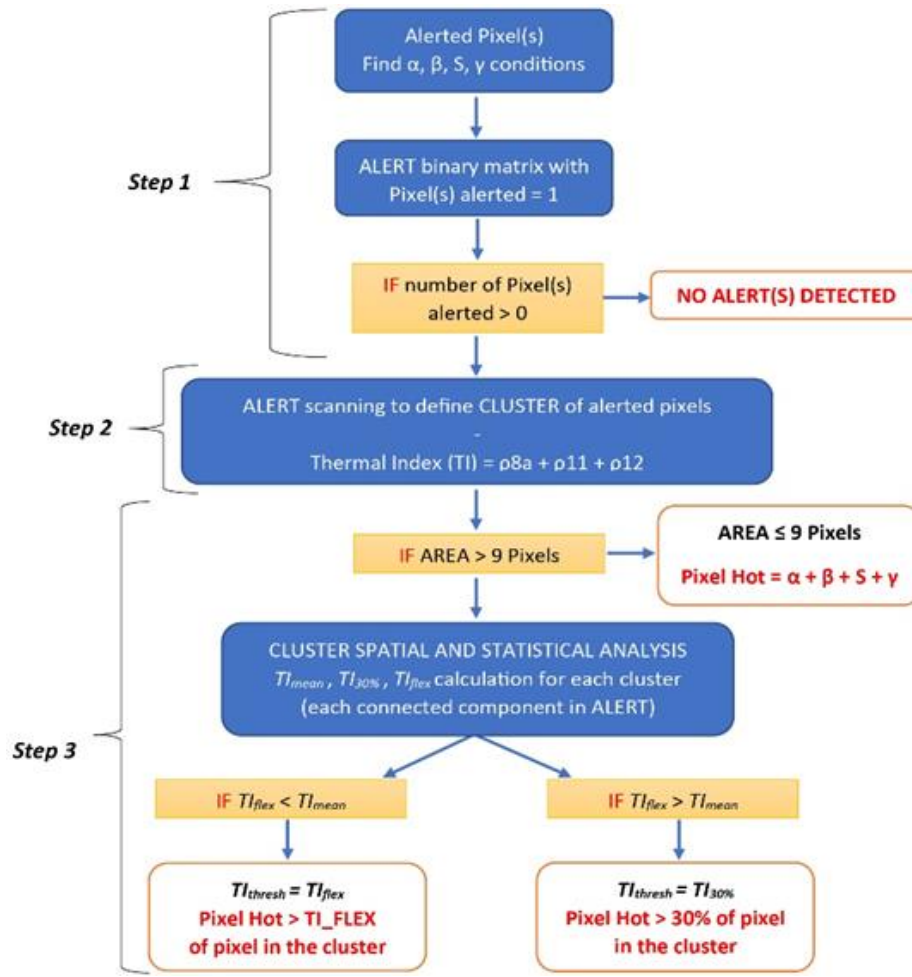 Alerted Pixel(s)
Find α, β, S, γ conditions
Step 1
ALERT binary matrix with
Pixel(s) alerted = 1
IF number of Pixel(s)
alerted > 0
NO ALERT(S) DETECTED
Step 2
ALERT scanning to define CLUSTER of alerted pixels
-
Thermal Index (TI) = ρ8a + ρ11 + ρ12
Step 3
IF AREA > 9 Pixels
AREA ≤ 9 Pixels
Pixel Hot = α + β + S + γ
CLUSTER SPATIAL AND STATISTICAL ANALYSIS
TImean , TI30% , TIflex calculation for each cluster
(each connected component in ALERT)
IF TIflex < TImean
IF TIflex > TImean
TIthresh = TIflex
Pixel Hot > TI_FLEX
of pixel in the cluster
TIthresh = TI30%
Pixel Hot > 30% of pixel
in the cluster